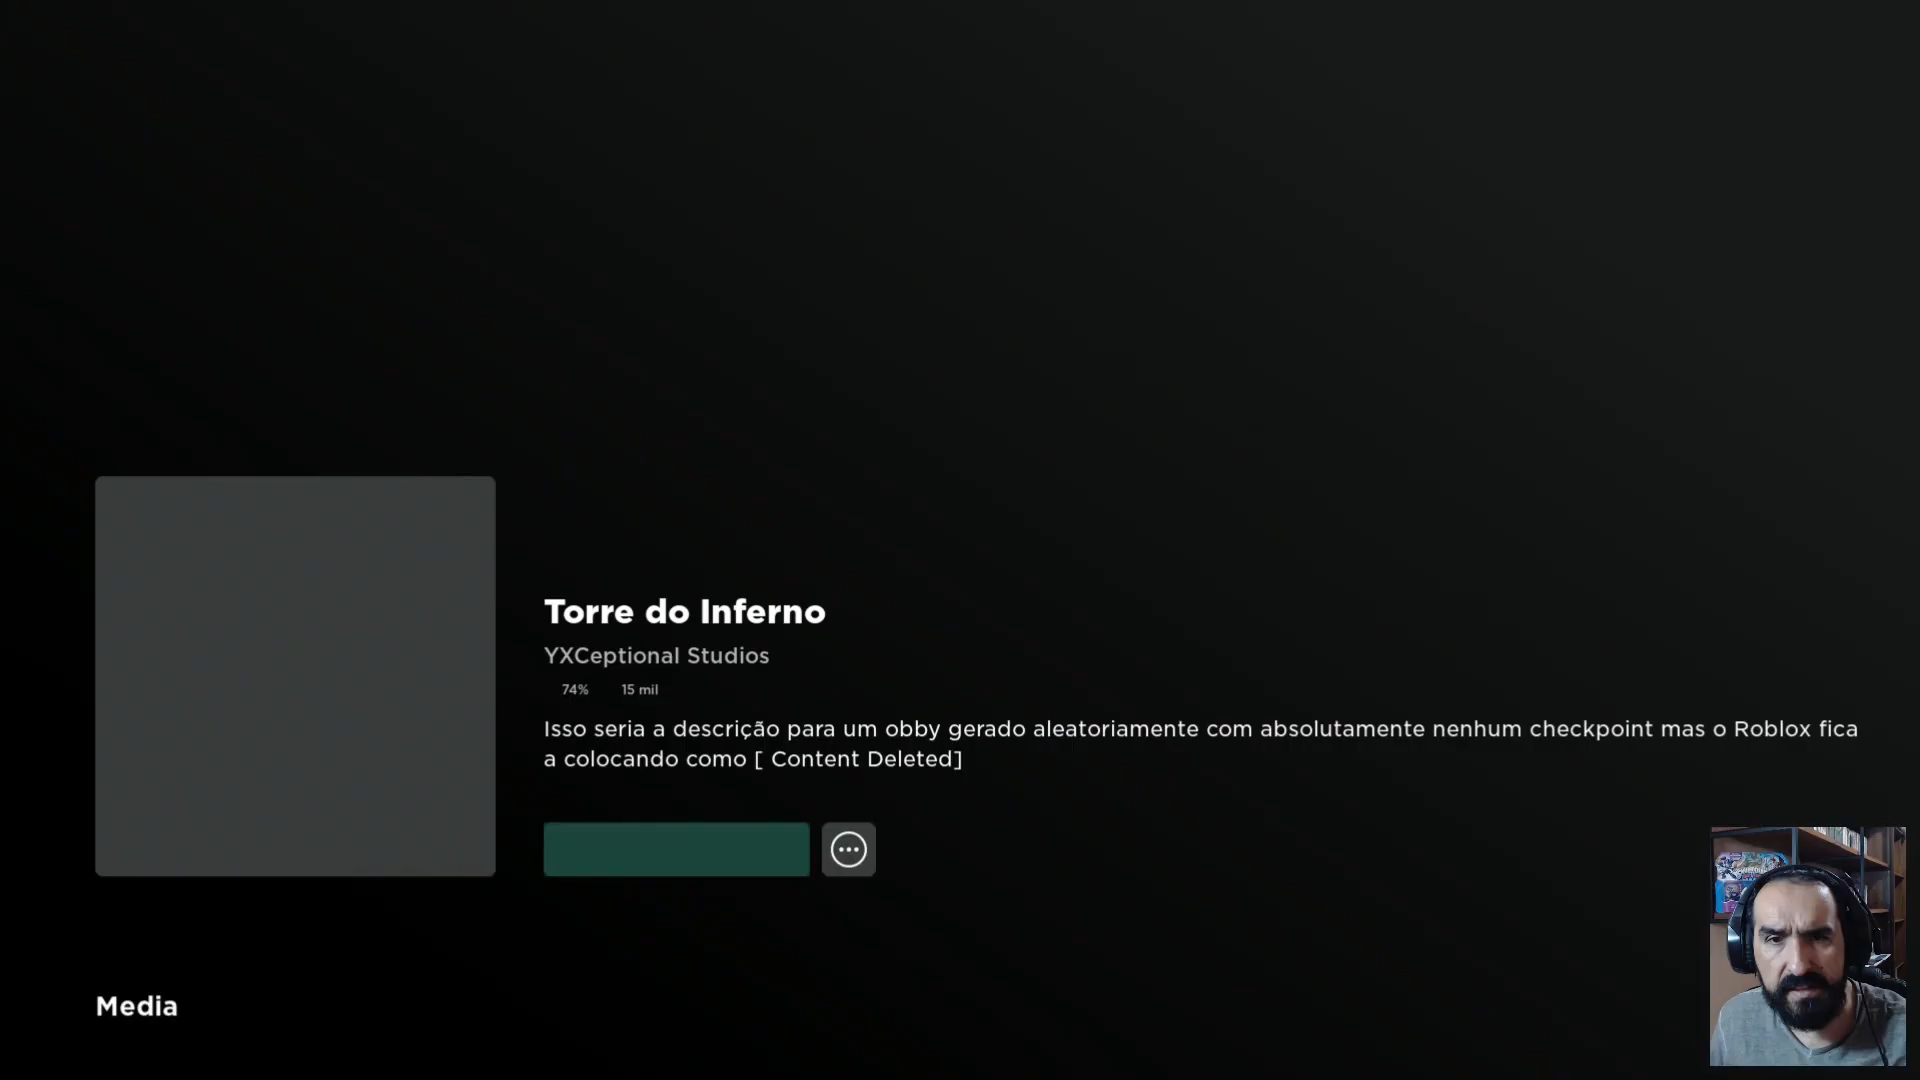 Torre do Inferno
YXCeptional Studios
74% 15 mil
Isso seria a descrição para um obby gerado aleatoriamente com absolutamente nenhum checkpoint mas o Roblox fica
a colocando como [ Content Deleted]
Media